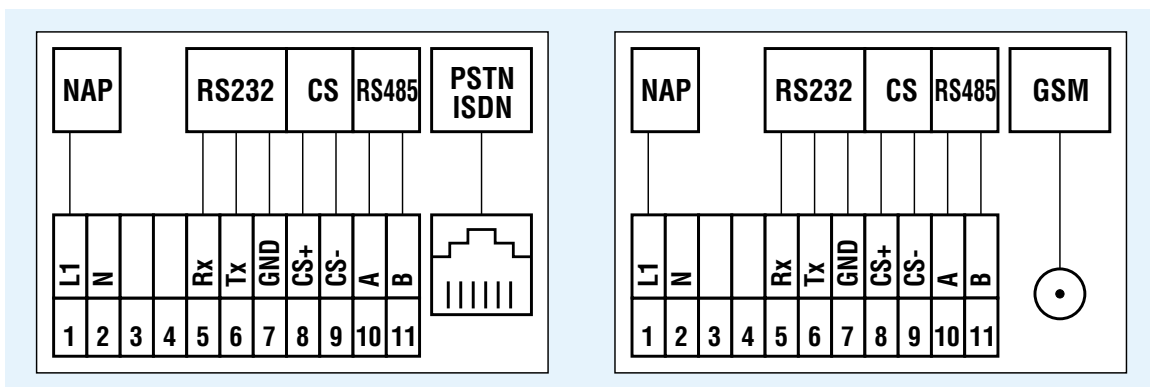 NAP RS232 CS RS485 PSTN ISDN
L1 N Rx Tx GND CS+ CS- A B
1 2 3 4 5 6 7 8 9 10 11
NAP RS232 CS RS485 GSM
L1 N Rx Tx GND CS+ CS- A B
1 2 3 4 5 6 7 8 9 10 11